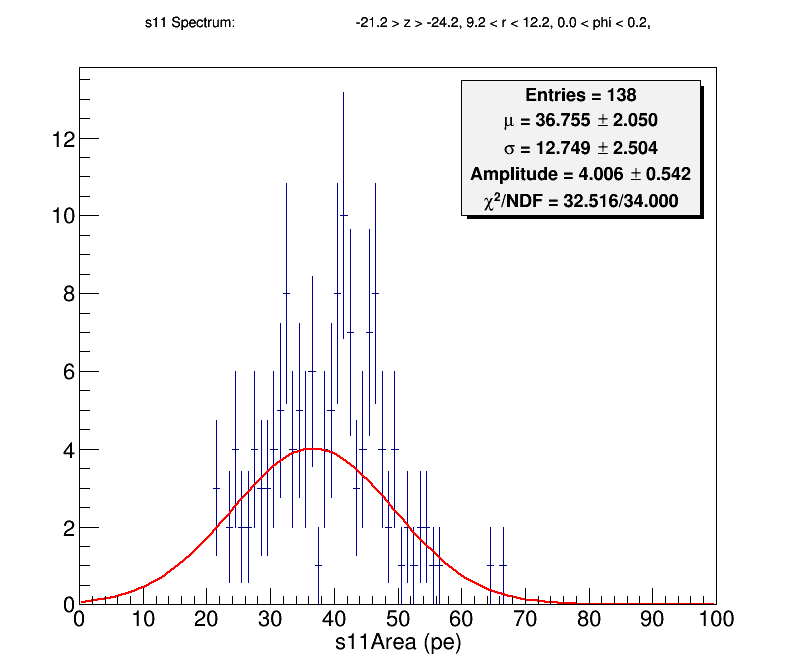 s11 Spectrum: -21.2 > z > -24.2, 9.2 < r < 12.2, 0.0 < phi < 0.2,
Entries = 138
μ = 36.755 ± 2.050
σ = 12.749 ± 2.504
Amplitude = 4.006 ± 0.542
χ²/NDF = 32.516/34.000
12
10
8
6
4
2
0
0 10 20 30 40 50 60 70 80 90 100
s11Area (pe)